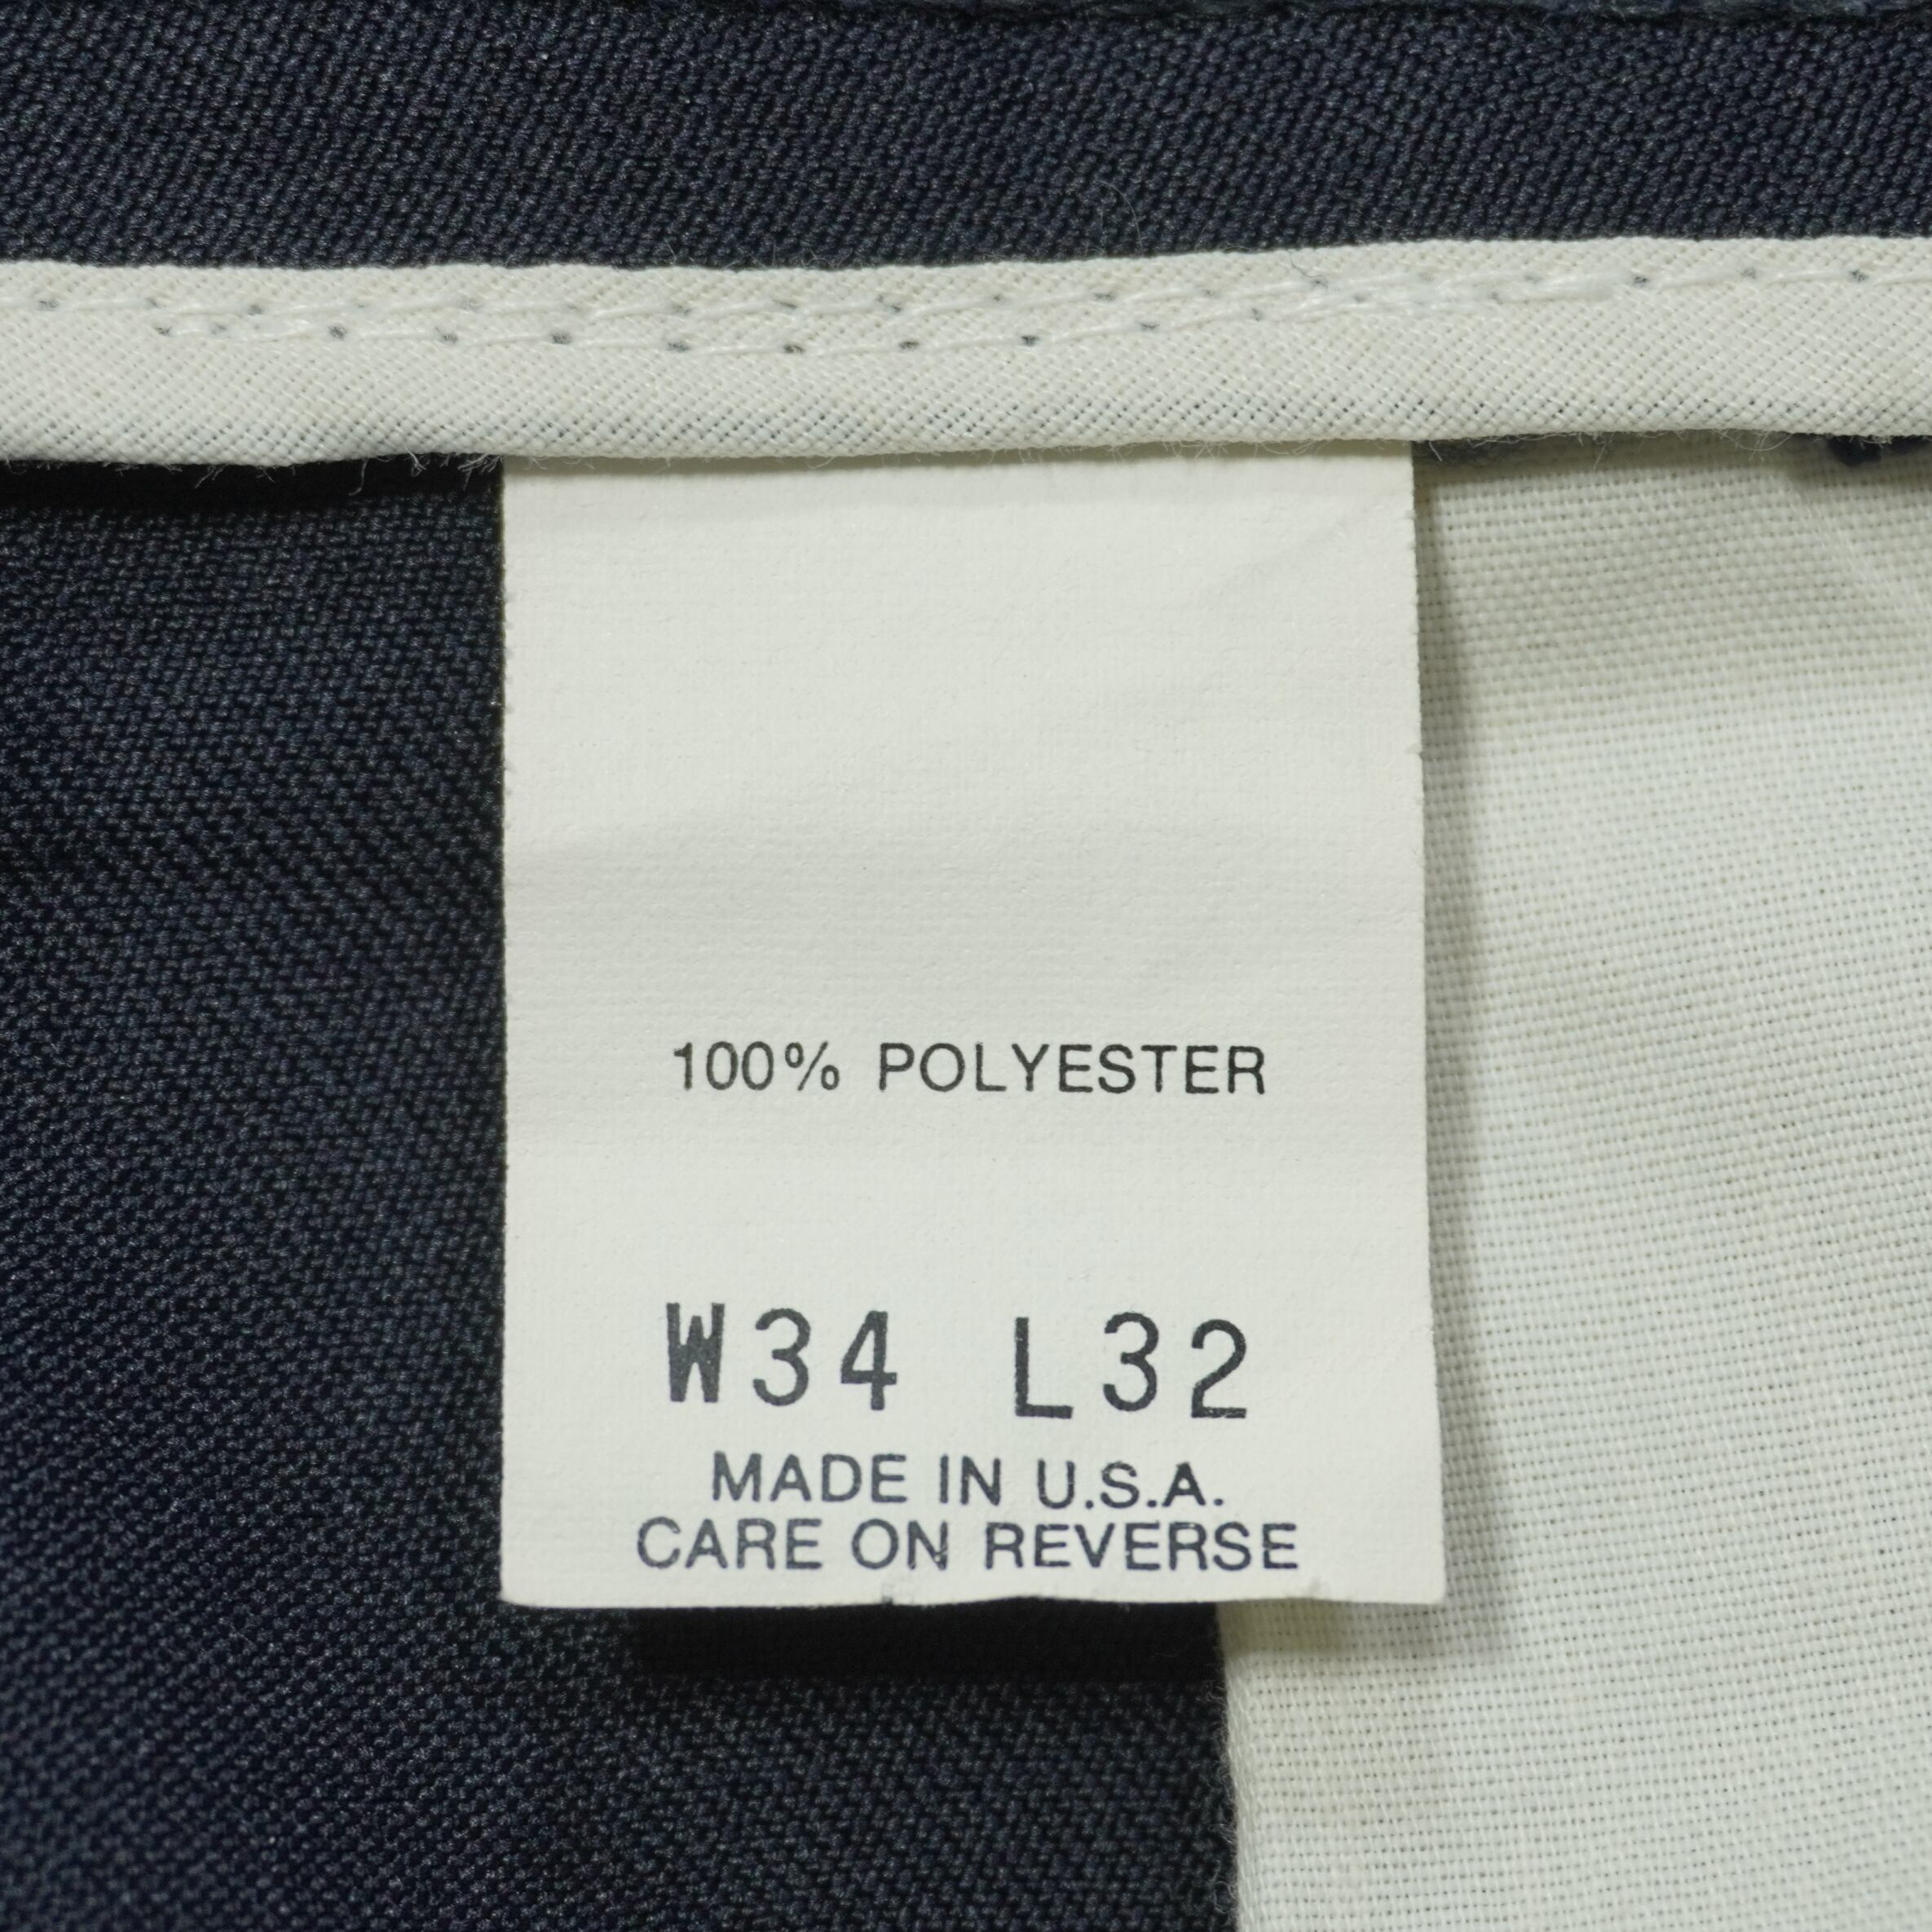 100% POLYESTER
W34 L32
MADE IN U.S.A.
CARE ON REVERSE